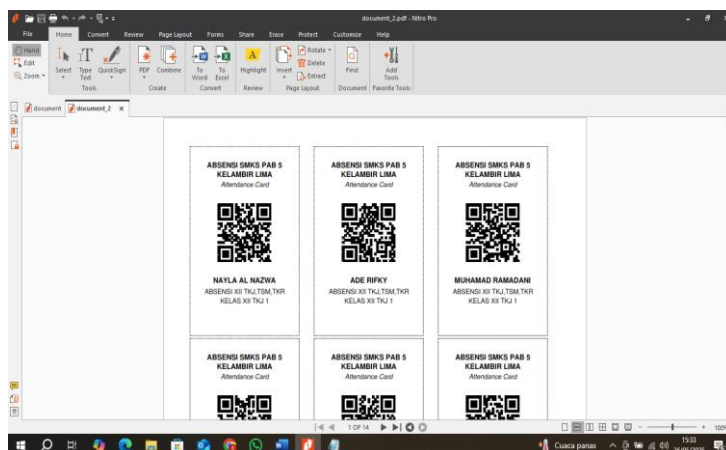 document_2.pdf - Nitro Pro
File Home Convert Review Page Layout Forms Share Erase Protect Customize Help
Hand
Edit
Zoom
Select
Type Text
QuickSign
PDF
Combine
To Word
To Excel
Highlight
Insert
Rotate
Delete
Extract
Find
Add Tools
Tools Create Convert Review Page Layout Document Favorite Tools
document document_2
ABSENSI SMKS PAB 5
KELAMBIR LIMA
Attendance Card
NAYLA AL NAZWA
ABSENSI XII TKJ,TSM,TKR
KELAS XII TKJ 1
ABSENSI SMKS PAB 5
KELAMBIR LIMA
Attendance Card
ADE RIFKY
ABSENSI XII TKJ,TSM,TKR
KELAS XII TKJ 1
ABSENSI SMKS PAB 5
KELAMBIR LIMA
Attendance Card
MUHAMAD RAMADANI
ABSENSI XII TKJ,TSM,TKR
KELAS XII TKJ 1
ABSENSI SMKS PAB 5
KELAMBIR LIMA
Attendance Card
ABSENSI SMKS PAB 5
KELAMBIR LIMA
Attendance Card
ABSENSI SMKS PAB 5
KELAMBIR LIMA
Attendance Card
1 OF 14
100%
Cuaca panas
15:33